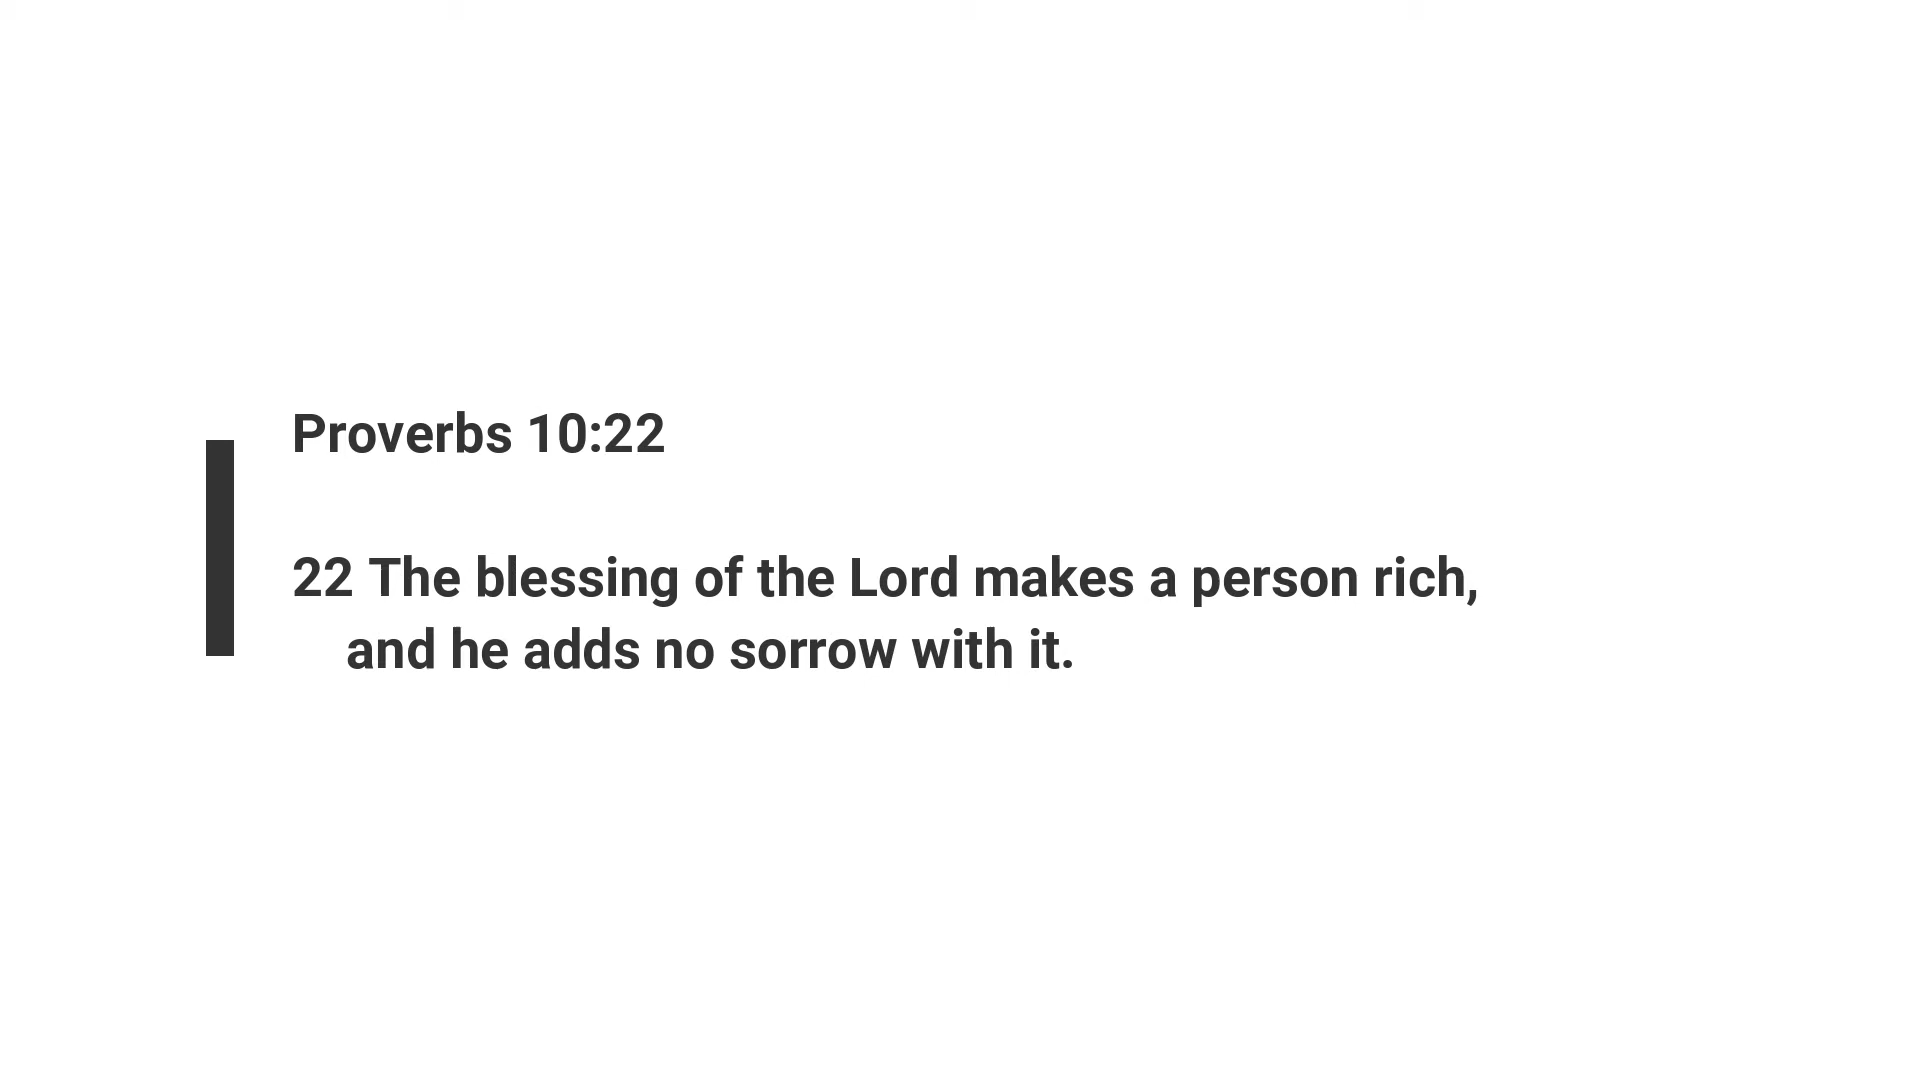 Proverbs 10:22
22 The blessing of the Lord makes a person rich,
and he adds no sorrow with it.